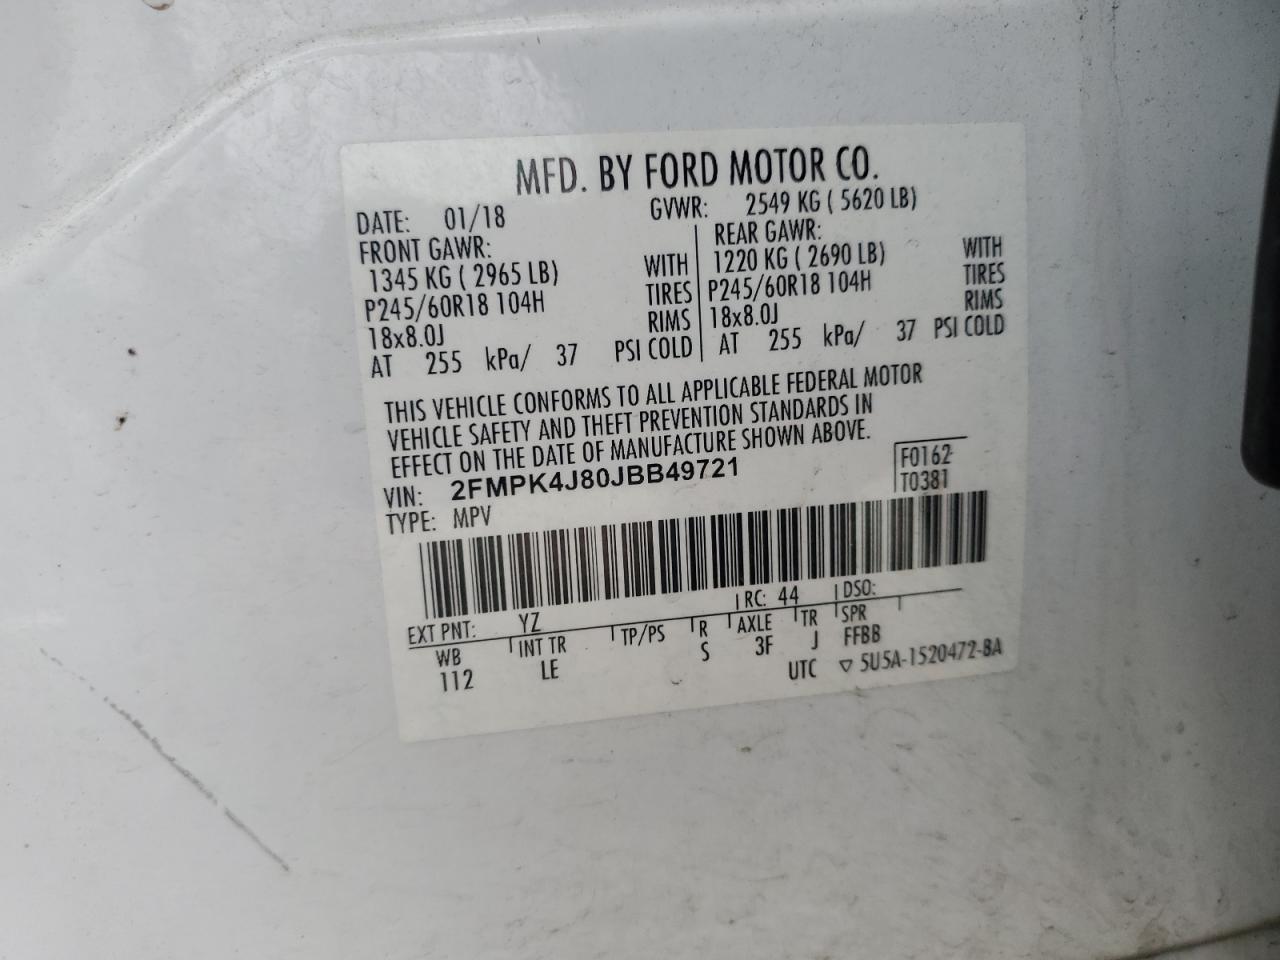 MFD. BY FORD MOTOR CO.
DATE: 01/18 GVWR: 2549 KG ( 5620 LB)
FRONT GAWR: REAR GAWR:
1345 KG ( 2965 LB) WITH 1220 KG ( 2690 LB) WITH
P245/60R18 104H TIRES P245/60R18 104H TIRES
18x8.0J RIMS 18x8.0J RIMS
AT 255 kPa/ 37 PSI COLD AT 255 kPa/ 37 PSI COLD
THIS VEHICLE CONFORMS TO ALL APPLICABLE FEDERAL MOTOR
VEHICLE SAFETY AND THEFT PREVENTION STANDARDS IN
EFFECT ON THE DATE OF MANUFACTURE SHOWN ABOVE.
VIN: 2FMPK4J80JBB49721 F0162
TYPE: MPV T0381
EXT PNT: YZ RC: 44 DSO:
WB INT TR TP/PS R AXLE TR SPR
112 LE S 3F J FFBB
UTC ▽ 5U5A-1520472-BA